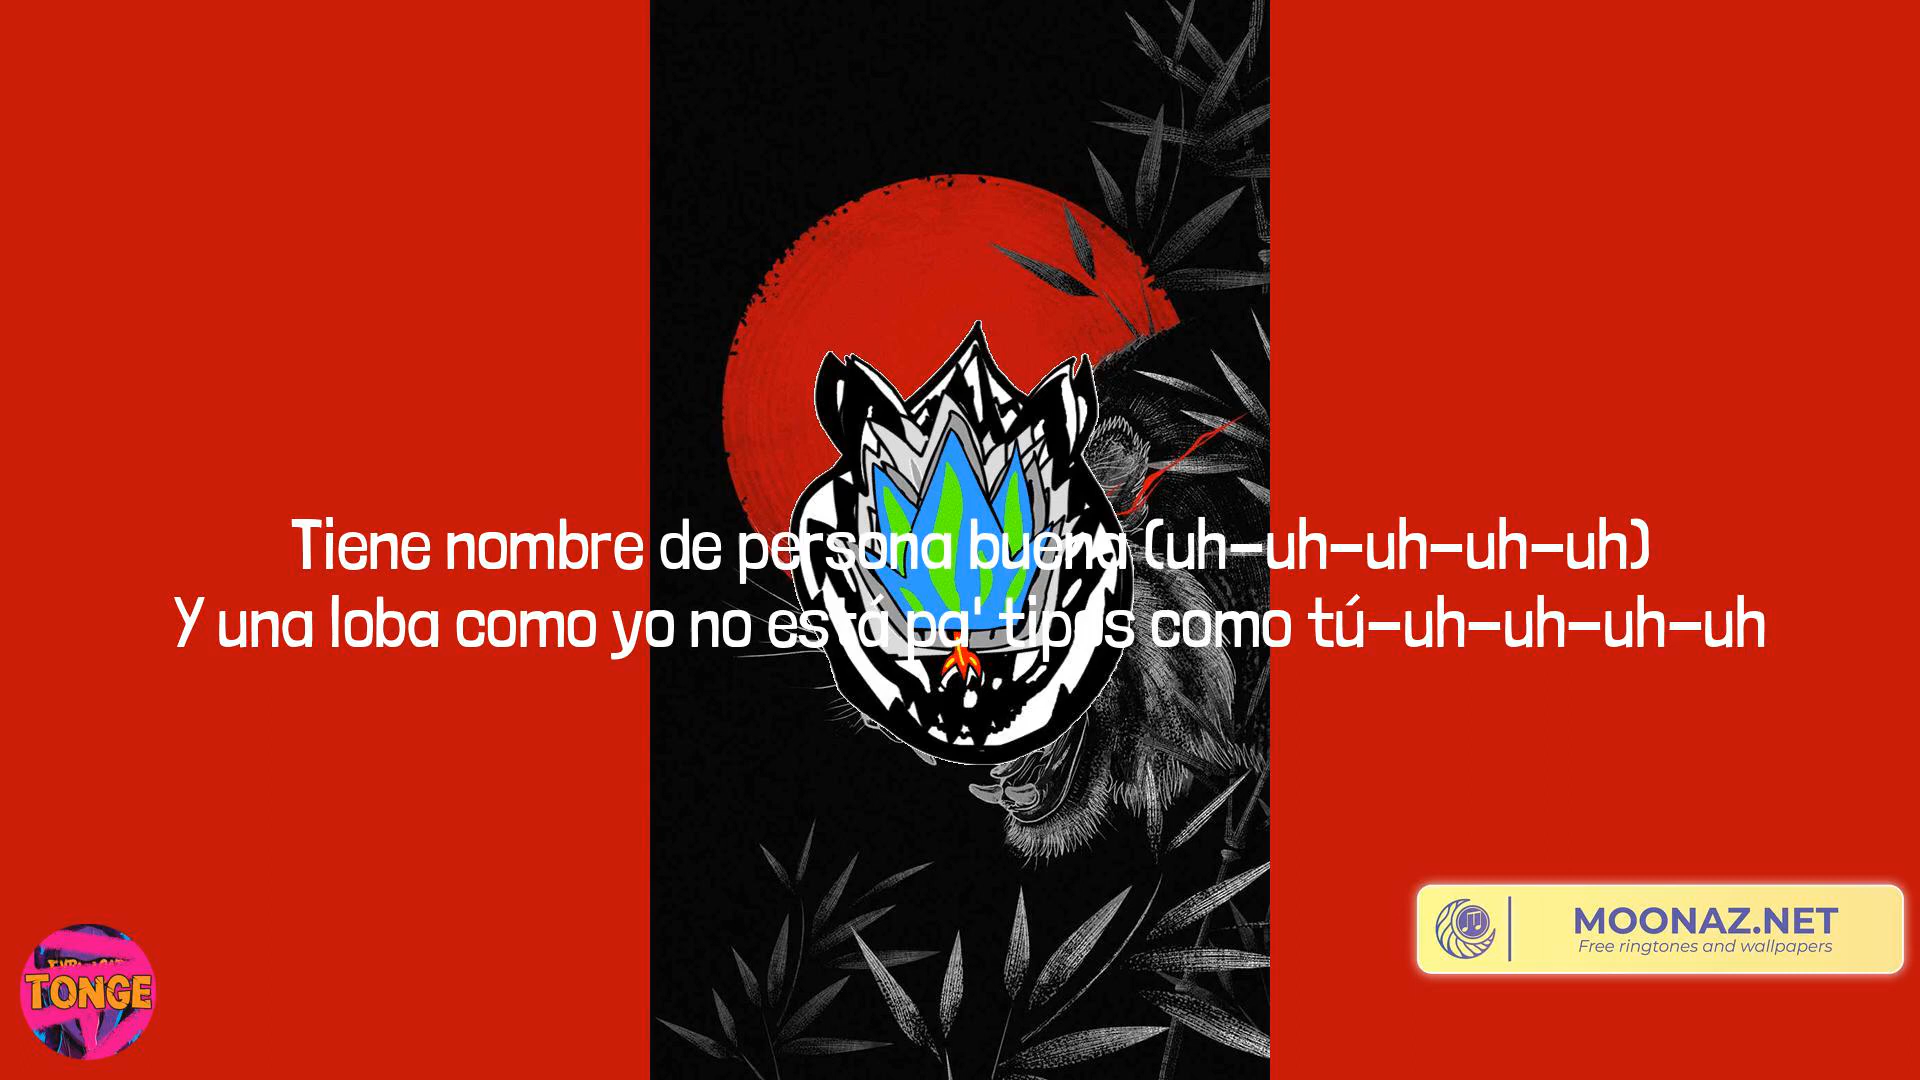 Tiene nombre de persona buena (uh-uh-uh-uh-uh)
Y una loba como yo no está pa' tipos como tú-uh-uh-uh-uh
TONGE
MOONAZ.NET
Free ringtones and wallpapers